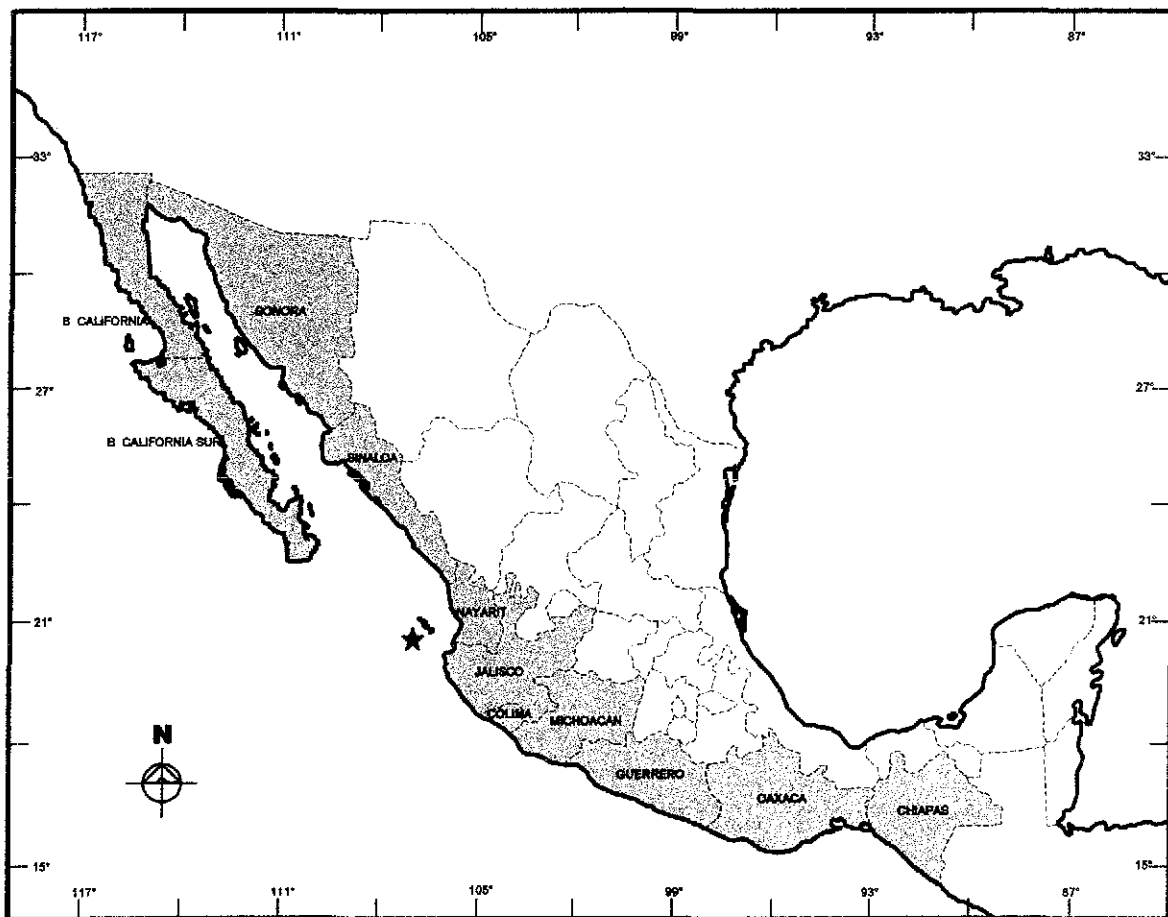 117° 111° 105° 99° 93° 87°
33° 33°
SONORA
B CALIFORNIA
27° 27°
B CALIFORNIA SUR
SINALOA
NAYARIT
21° 21°
JALISCO
COLIMA
MICHOACAN
N
GUERRERO
OAXACA
CHIAPAS
15° 15°
117° 111° 105° 99° 93° 87°